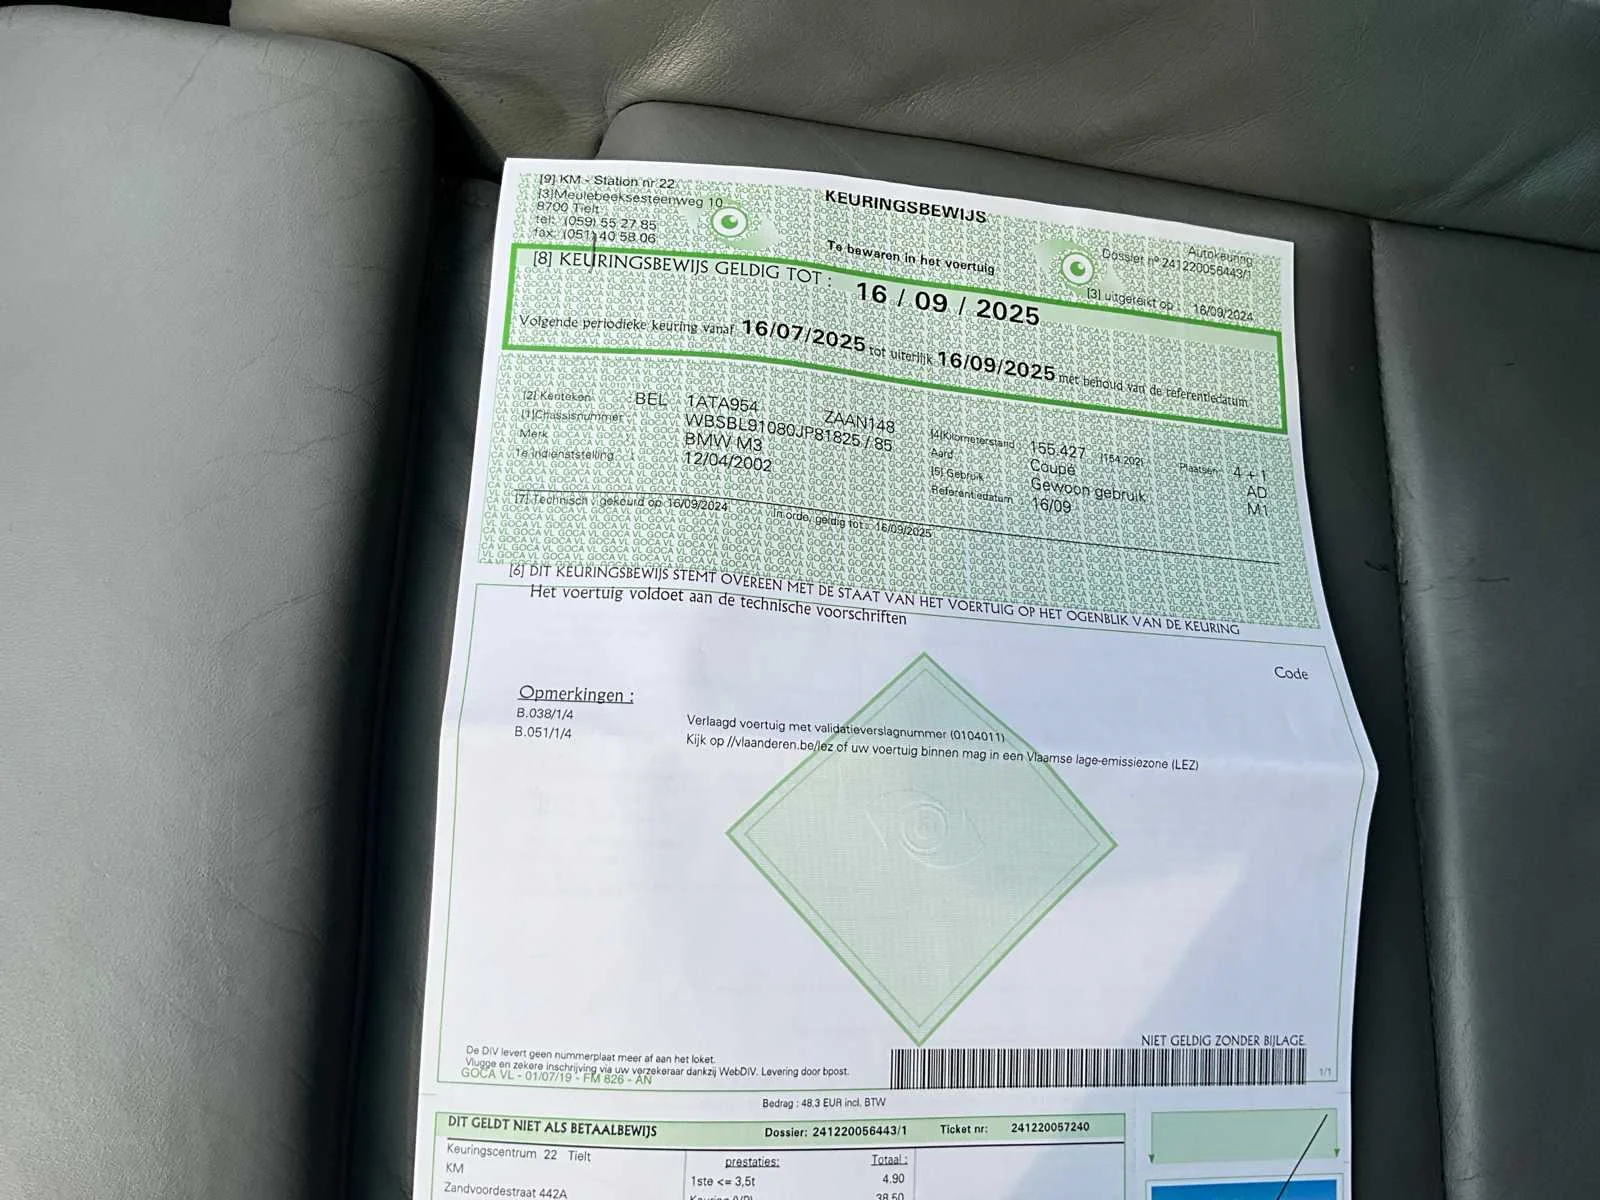 [9] KM - Station nr 22
[3]Meulebeeksesteenweg 10
8700 Tielt
tel: (059) 55 27 85
fax: (051) 40 58 06
KEURINGSBEWIJS
Te bewaren in het voertuig
Autokeuring
Dossier nº 241220056443/1
[3] uitgereikt op : 16/09/2024
[8] KEURINGSBEWIJS GELDIG TOT : 16 / 09 / 2025
Volgende periodieke keuring vanaf 16/07/2025 tot uiterlijk 16/09/2025 met behoud van de referentiedatum
[2] Kenteken : BEL 1ATA954 ZAAN148
[1]Chassisnummer : WBSBL91080JP81825 / 85
Merk : BMW M3
1e indienststelling : 12/04/2002
[4]Kilometerstand : 155.427 (154.202) Plaatsen : 4 + 1
Aard : Coupé AD
[5] Gebruik : Gewoon gebruik M1
Referentiedatum 16/09
[7] Technisch : gekeurd op 16/09/2024 In orde, geldig tot : 16/09/2025
[6] DIT KEURINGSBEWIJS STEMT OVEREEN MET DE STAAT VAN HET VOERTUIG OP HET OGENBLIK VAN DE KEURING
Het voertuig voldoet aan de technische voorschriften
Code
Opmerkingen :
B.038/1/4 Verlaagd voertuig met validatieverslagnummer (0104011)
B.051/1/4 Kijk op //vlaanderen.be/lez of uw voertuig binnen mag in een Vlaamse lage-emissiezone (LEZ)
NIET GELDIG ZONDER BIJLAGE.
De DIV levert geen nummerplaat meer af aan het loket.
Vlugge en zekere inschrijving via uw verzekeraar dankzij WebDIV. Levering door bpost.
GOCA VL - 01/07/19 - FM 826 - AN
1/1
Bedrag : 48,3 EUR incl. BTW
DIT GELDT NIET ALS BETAALBEWIJS Dossier: 241220056443/1 Ticket nr: 241220057240
Keuringscentrum 22 Tielt
KM
Zandvoordestraat 442A
prestaties: Totaal :
1ste <= 3,5t 4.90
38.50